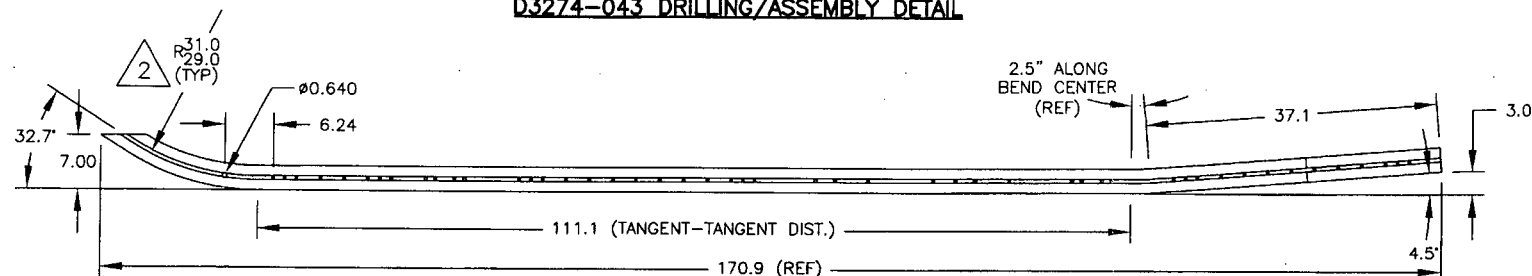 D3274-043 DRILLING/ASSEMBLY DETAIL
2
R31.0
29.0
(TYP)
Ø0.640
6.24
32.7°
7.00
2.5" ALONG
BEND CENTER
(REF)
37.1
3.0
111.1 (TANGENT-TANGENT DIST.)
4.5°
170.9 (REF)